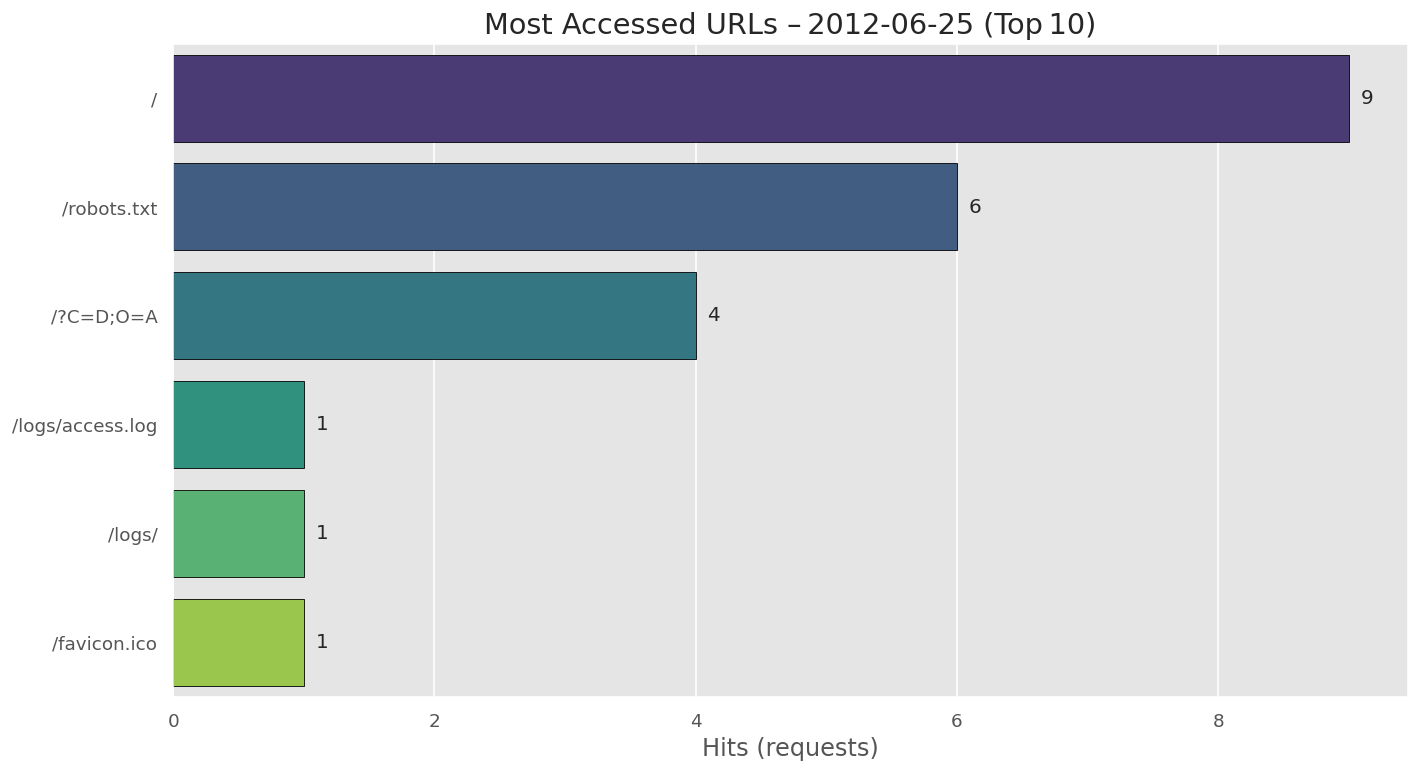 Most Accessed URLs – 2012-06-25 (Top 10)
/
9
/robots.txt
6
/?C=D;O=A
4
/logs/access.log
1
/logs/
1
/favicon.ico
1
0 2 4 6 8
Hits (requests)